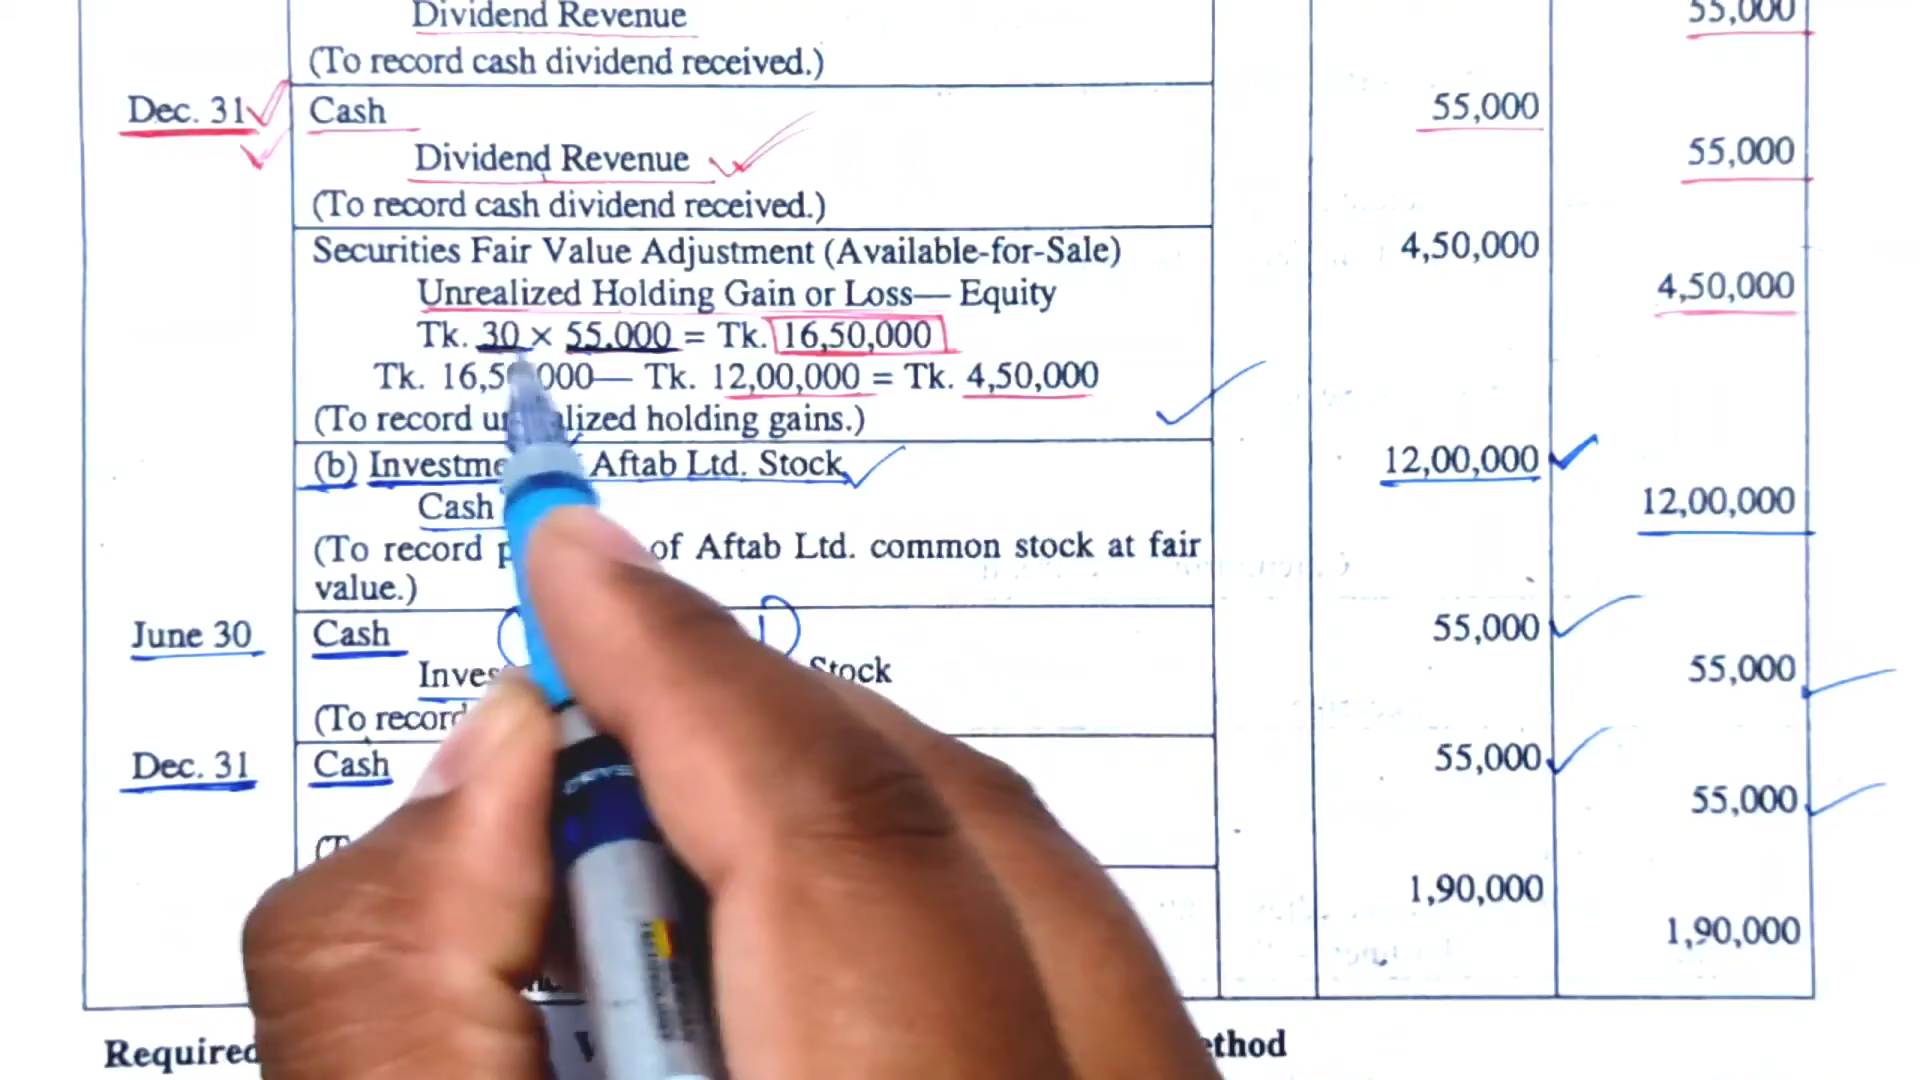 Dividend Revenue 55,000
(To record cash dividend received.)
Dec. 31 Cash 55,000
Dividend Revenue 55,000
(To record cash dividend received.)
Securities Fair Value Adjustment (Available-for-Sale) 4,50,000
Unrealized Holding Gain or Loss— Equity 4,50,000
Tk. 30 × 55.000 = Tk. 16,50,000
Tk. 16,5 000— Tk. 12,00,000 = Tk. 4,50,000
(To record holding gains.)
(b) Aftab Ltd. Stock 12,00,000
Cash 12,00,000
(To record of Aftab Ltd. common stock at fair
value.)
June 30 Cash 55,000
Stock 55,000
(To record
Dec. 31 Cash 55,000
55,000
1,90,000
1,90,000
Required